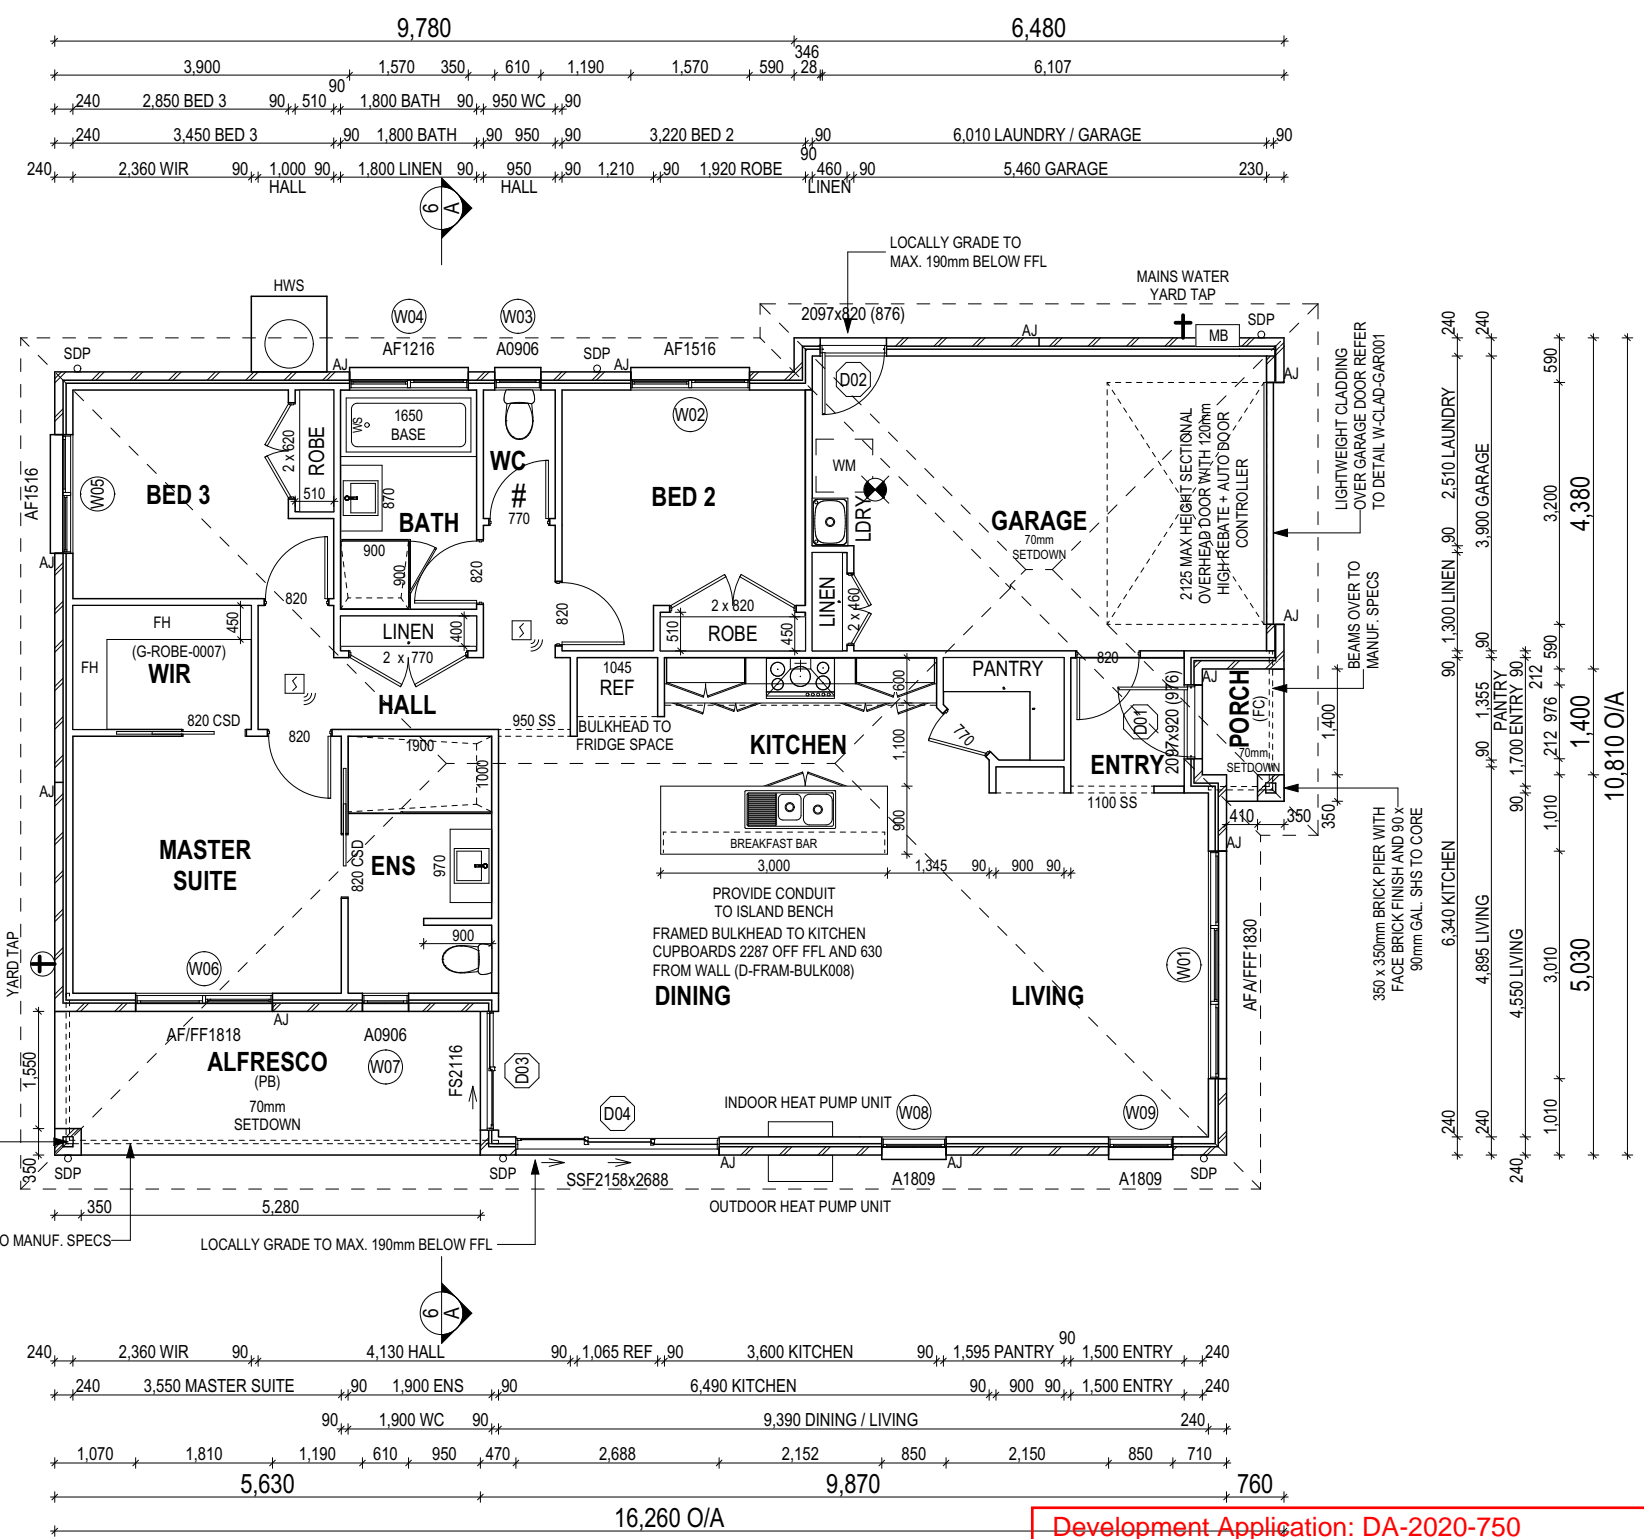 9,780
6,480
346
3,900
1,570
350
610
1,190
1,570
590
28
6,107
90
240
2,850 BED 3
90
510
1,800 BATH
90
950 WC
90
240
3,450 BED 3
90
1,800 BATH
90
950
90
3,220 BED 2
90
6,010 LAUNDRY / GARAGE
90
90
240
2,360 WIR
90
1,000
90
1,800 LINEN
90
950
90
1,210
90
1,920 ROBE
460
90
5,460 GARAGE
230
HALL
HALL
LINEN
6
A
LOCALLY GRADE TO
MAX. 190mm BELOW FFL
HWS
MAINS WATER
YARD TAP
W04
W03
2097x820 (876)
AJ
MB
SDP
SDP
AF1216
A0906
SDP
AF1516
AJ
AJ
AJ
D02
W02
1650
BASE
WS
2 x 620
ROBE
510
AF1516
W05
BED 3
WC
#
770
870
BATH
BED 2
WM
LDRY
GARAGE
70mm
SETDOWN
2125 MAX HEIGHT SECTIONAL
OVERHEAD DOOR WITH 120mm
HIGH REBATE + AUTO DOOR
CONTROLLER
LIGHTWEIGHT CLADDING
OVER GARAGE DOOR REFER
TO DETAIL W-CLAD-GAR001
BEAMS OVER TO
MANUF. SPECS
AJ
900
900
820
820
820
LINEN
2 x 460
2 x 820
510
ROBE
450
AJ
FH
450
LINEN
400
2 x 770
(G-ROBE-0007)
WIR
FH
820 CSD
HALL
950 SS
820
1045
REF
BULKHEAD TO
FRIDGE SPACE
600
1,100
900
KITCHEN
PANTRY
770
820
AJ
2097x920 (976)
D01
ENTRY
1100 SS
PORCH
(FC)
70mm
SETDOWN
1,400
350
410
350
AJ
AJ
1900
1000
MASTER
SUITE
820 CSD
ENS
970
900
BREAKFAST BAR
3,000
1,345
90
900
90
PROVIDE CONDUIT
TO ISLAND BENCH
FRAMED BULKHEAD TO KITCHEN
CUPBOARDS 2287 OFF FFL AND 630
FROM WALL (D-FRAM-BULK008)
DINING
LIVING
W01
AFA/FFF1830
350 x 350mm BRICK PIER WITH
FACE BRICK FINISH AND 90 x
90mm GAL. SHS TO CORE
YARD TAP
W06
AF/FF1818
AJ
A0906
W07
ALFRESCO
(PB)
70mm
SETDOWN
1,550
350
FS2116
D03
D04
INDOOR HEAT PUMP UNIT
W08
W09
SDP
SDP
SSF2158x2688
AJ
A1809
AJ
A1809
SDP
OUTDOOR HEAT PUMP UNIT
350
5,280
O MANUF. SPECS
LOCALLY GRADE TO MAX. 190mm BELOW FFL
240
2,510 LAUNDRY
90
1,300 LINEN
90
6,340 KITCHEN
240
240
3,900 GARAGE
90
1,355
PANTRY
90
4,895 LIVING
240
90
1,700 ENTRY
90
4,550 LIVING
240
590
3,200
590
212
976
212
1,010
3,010
1,010
4,380
1,400
5,030
10,810 O/A
6
A
240
2,360 WIR
90
4,130 HALL
90
1,065 REF
90
3,600 KITCHEN
90
1,595 PANTRY
90
1,500 ENTRY
240
240
3,550 MASTER SUITE
90
1,900 ENS
90
6,490 KITCHEN
90
900
90
1,500 ENTRY
240
90
1,900 WC
90
9,390 DINING / LIVING
240
1,070
1,810
1,190
610
950
470
2,688
2,152
850
2,150
850
710
5,630
9,870
760
16,260 O/A
Development Application: DA-2020-750